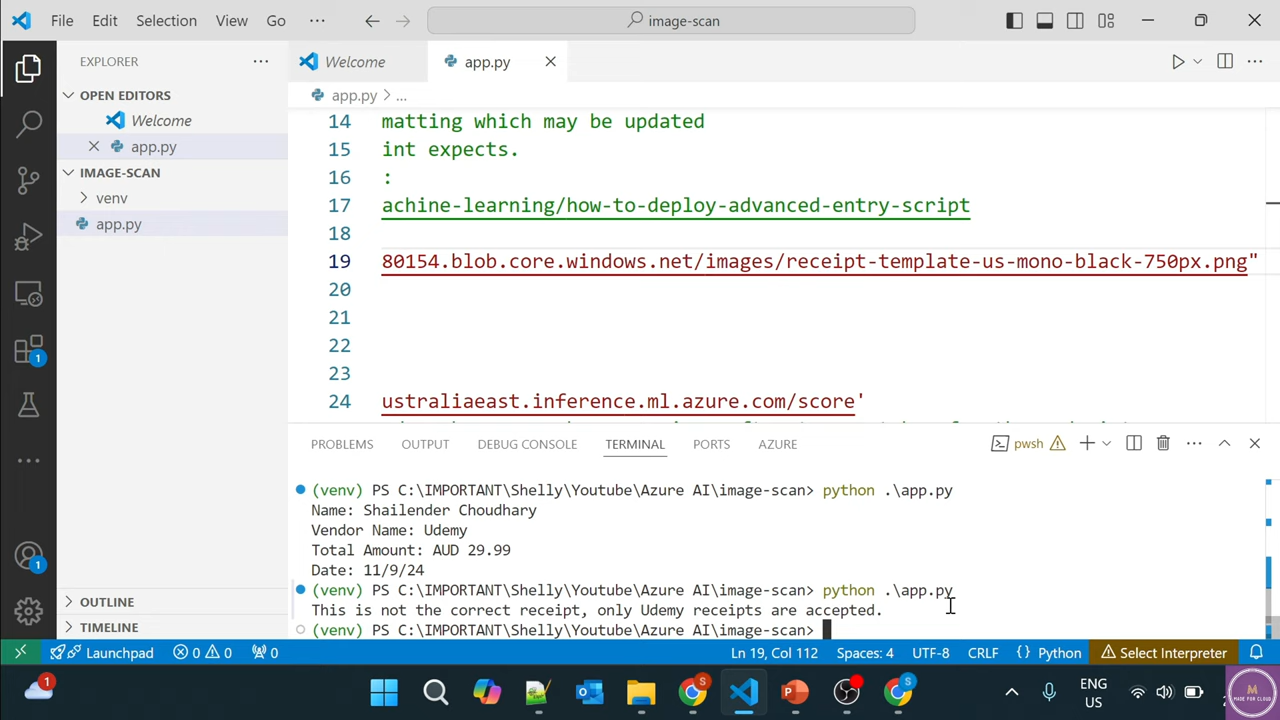 File Edit Selection View Go ··· image-scan
EXPLORER ···
Welcome app.py
OPEN EDITORS
Welcome
app.py
IMAGE-SCAN
venv
app.py
app.py > ...
14 matting which may be updated
15 int expects.
16 :
17 achine-learning/how-to-deploy-advanced-entry-script
18
19 80154.blob.core.windows.net/images/receipt-template-us-mono-black-750px.png"
20
21
22
23
24 ustraliaeast.inference.ml.azure.com/score'
PROBLEMS OUTPUT DEBUG CONSOLE TERMINAL PORTS AZURE pwsh
(venv) PS C:\IMPORTANT\Shelly\Youtube\Azure AI\image-scan> python .\app.py
Name: Shailender Choudhary
Vendor Name: Udemy
Total Amount: AUD 29.99
Date: 11/9/24
(venv) PS C:\IMPORTANT\Shelly\Youtube\Azure AI\image-scan> python .\app.py
This is not the correct receipt, only Udemy receipts are accepted.
(venv) PS C:\IMPORTANT\Shelly\Youtube\Azure AI\image-scan>
OUTLINE
TIMELINE
1
1
Launchpad 0 0 0 Ln 19, Col 112 Spaces: 4 UTF-8 CRLF {} Python Select Interpreter
1 S S ENG
US
M
MADE FOR CLOUD